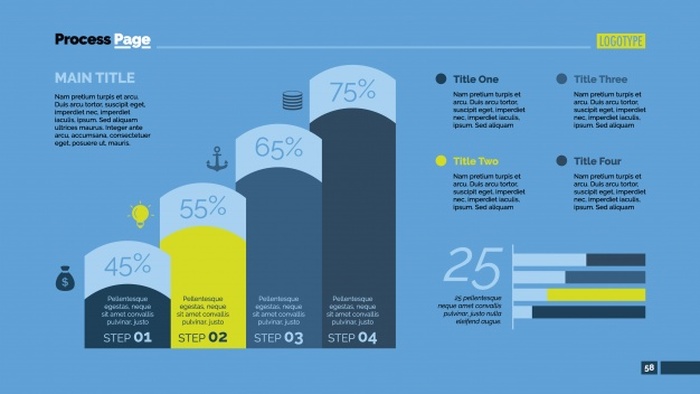 Process Page
LOGOTYPE
MAIN TITLE
Nam pretium turpis et arcu.
Duis arcu tortor, suscipit eget,
imperdiet nec, imperdiet
iaculis, ipsum. Sed aliquam
ultrices maurus. Integer ante
arcu, accumsana, consectetuer
eget, posuere ut, mauris.
45%
Pellentesque
egestas, neque
sit amet convallis
pulvinar, justo
STEP 01
55%
Pellentesque
egestas, neque
sit amet convallis
pulvinar, justo
STEP 02
65%
Pellentesque
egestas, neque
sit amet convallis
pulvinar, justo
STEP 03
75%
Pellentesque
egestas, neque
sit amet convallis
pulvinar, justo
STEP 04
Title One
Nam pretium turpis et
arcu. Duis arcu tortor,
suscipit eget, imperdiet
nec, imperdiet iaculis,
ipsum. Sed aliquam
Title Three
Nam pretium turpis et
arcu. Duis arcu tortor,
suscipit eget, imperdiet
nec, imperdiet iaculis,
ipsum. Sed aliquam
Title Two
Nam pretium turpis et
arcu. Duis arcu tortor,
suscipit eget, imperdiet
nec, imperdiet iaculis,
ipsum. Sed aliquam
Title Four
Nam pretium turpis et
arcu. Duis arcu tortor,
suscipit eget, imperdiet
nec, imperdiet iaculis,
ipsum. Sed aliquam
25
25 pellentesque
neque amet convallis
pulvinar, justo nulla
eleifend augue.
58